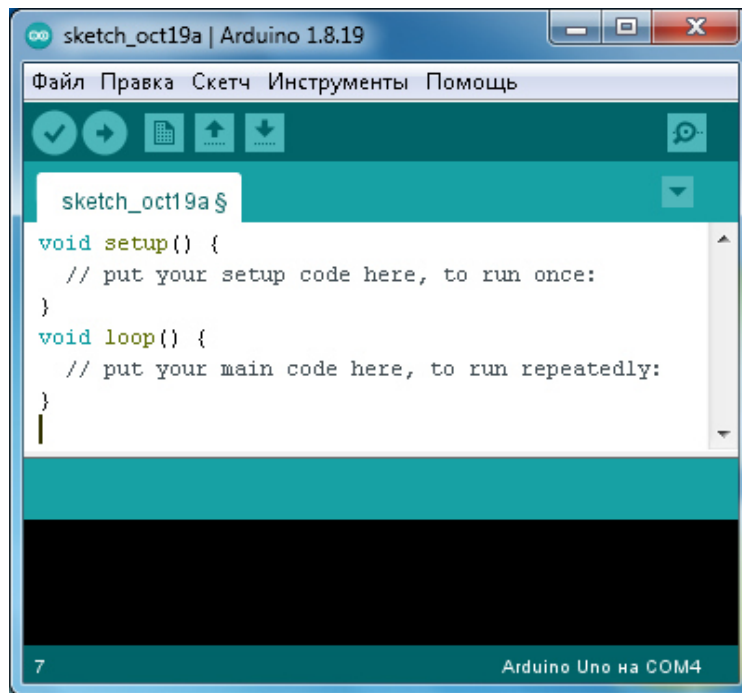 sketch_oct19a | Arduino 1.8.19
Файл Правка Скетч Инструменты Помощь
sketch_oct19a §
void setup() {
  // put your setup code here, to run once:
}
void loop() {
  // put your main code here, to run repeatedly:
}
7 Arduino Uno на COM4